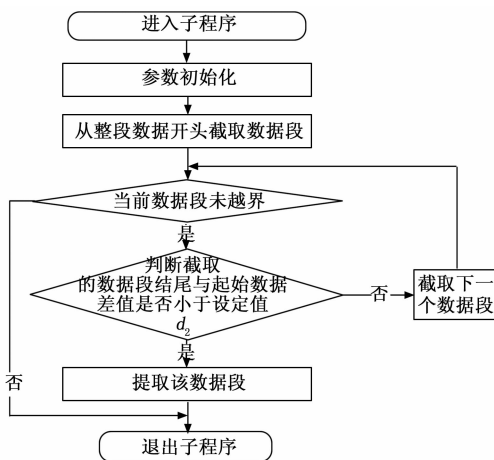 进入子程序
参数初始化
从整段数据开头截取数据段
当前数据段未越界
是
判断截取
的数据段结尾与起始数据
差值是否小于设定值
d₂
否
截取下一
个数据段
是
否
提取该数据段
退出子程序